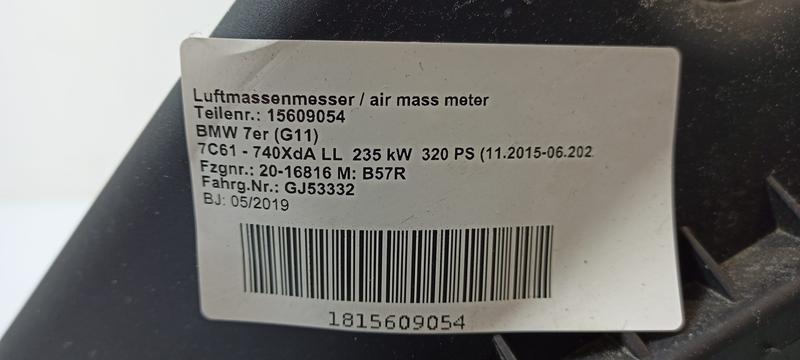 Luftmassenmesser / air mass meter
Teilenr.: 15609054
BMW 7er (G11)
7C61 - 740XdA LL 235 kW 320 PS (11.2015-06.202
Fzgnr.: 20-16816 M: B57R
Fahrg.Nr.: GJ53332
BJ: 05/2019
1815609054